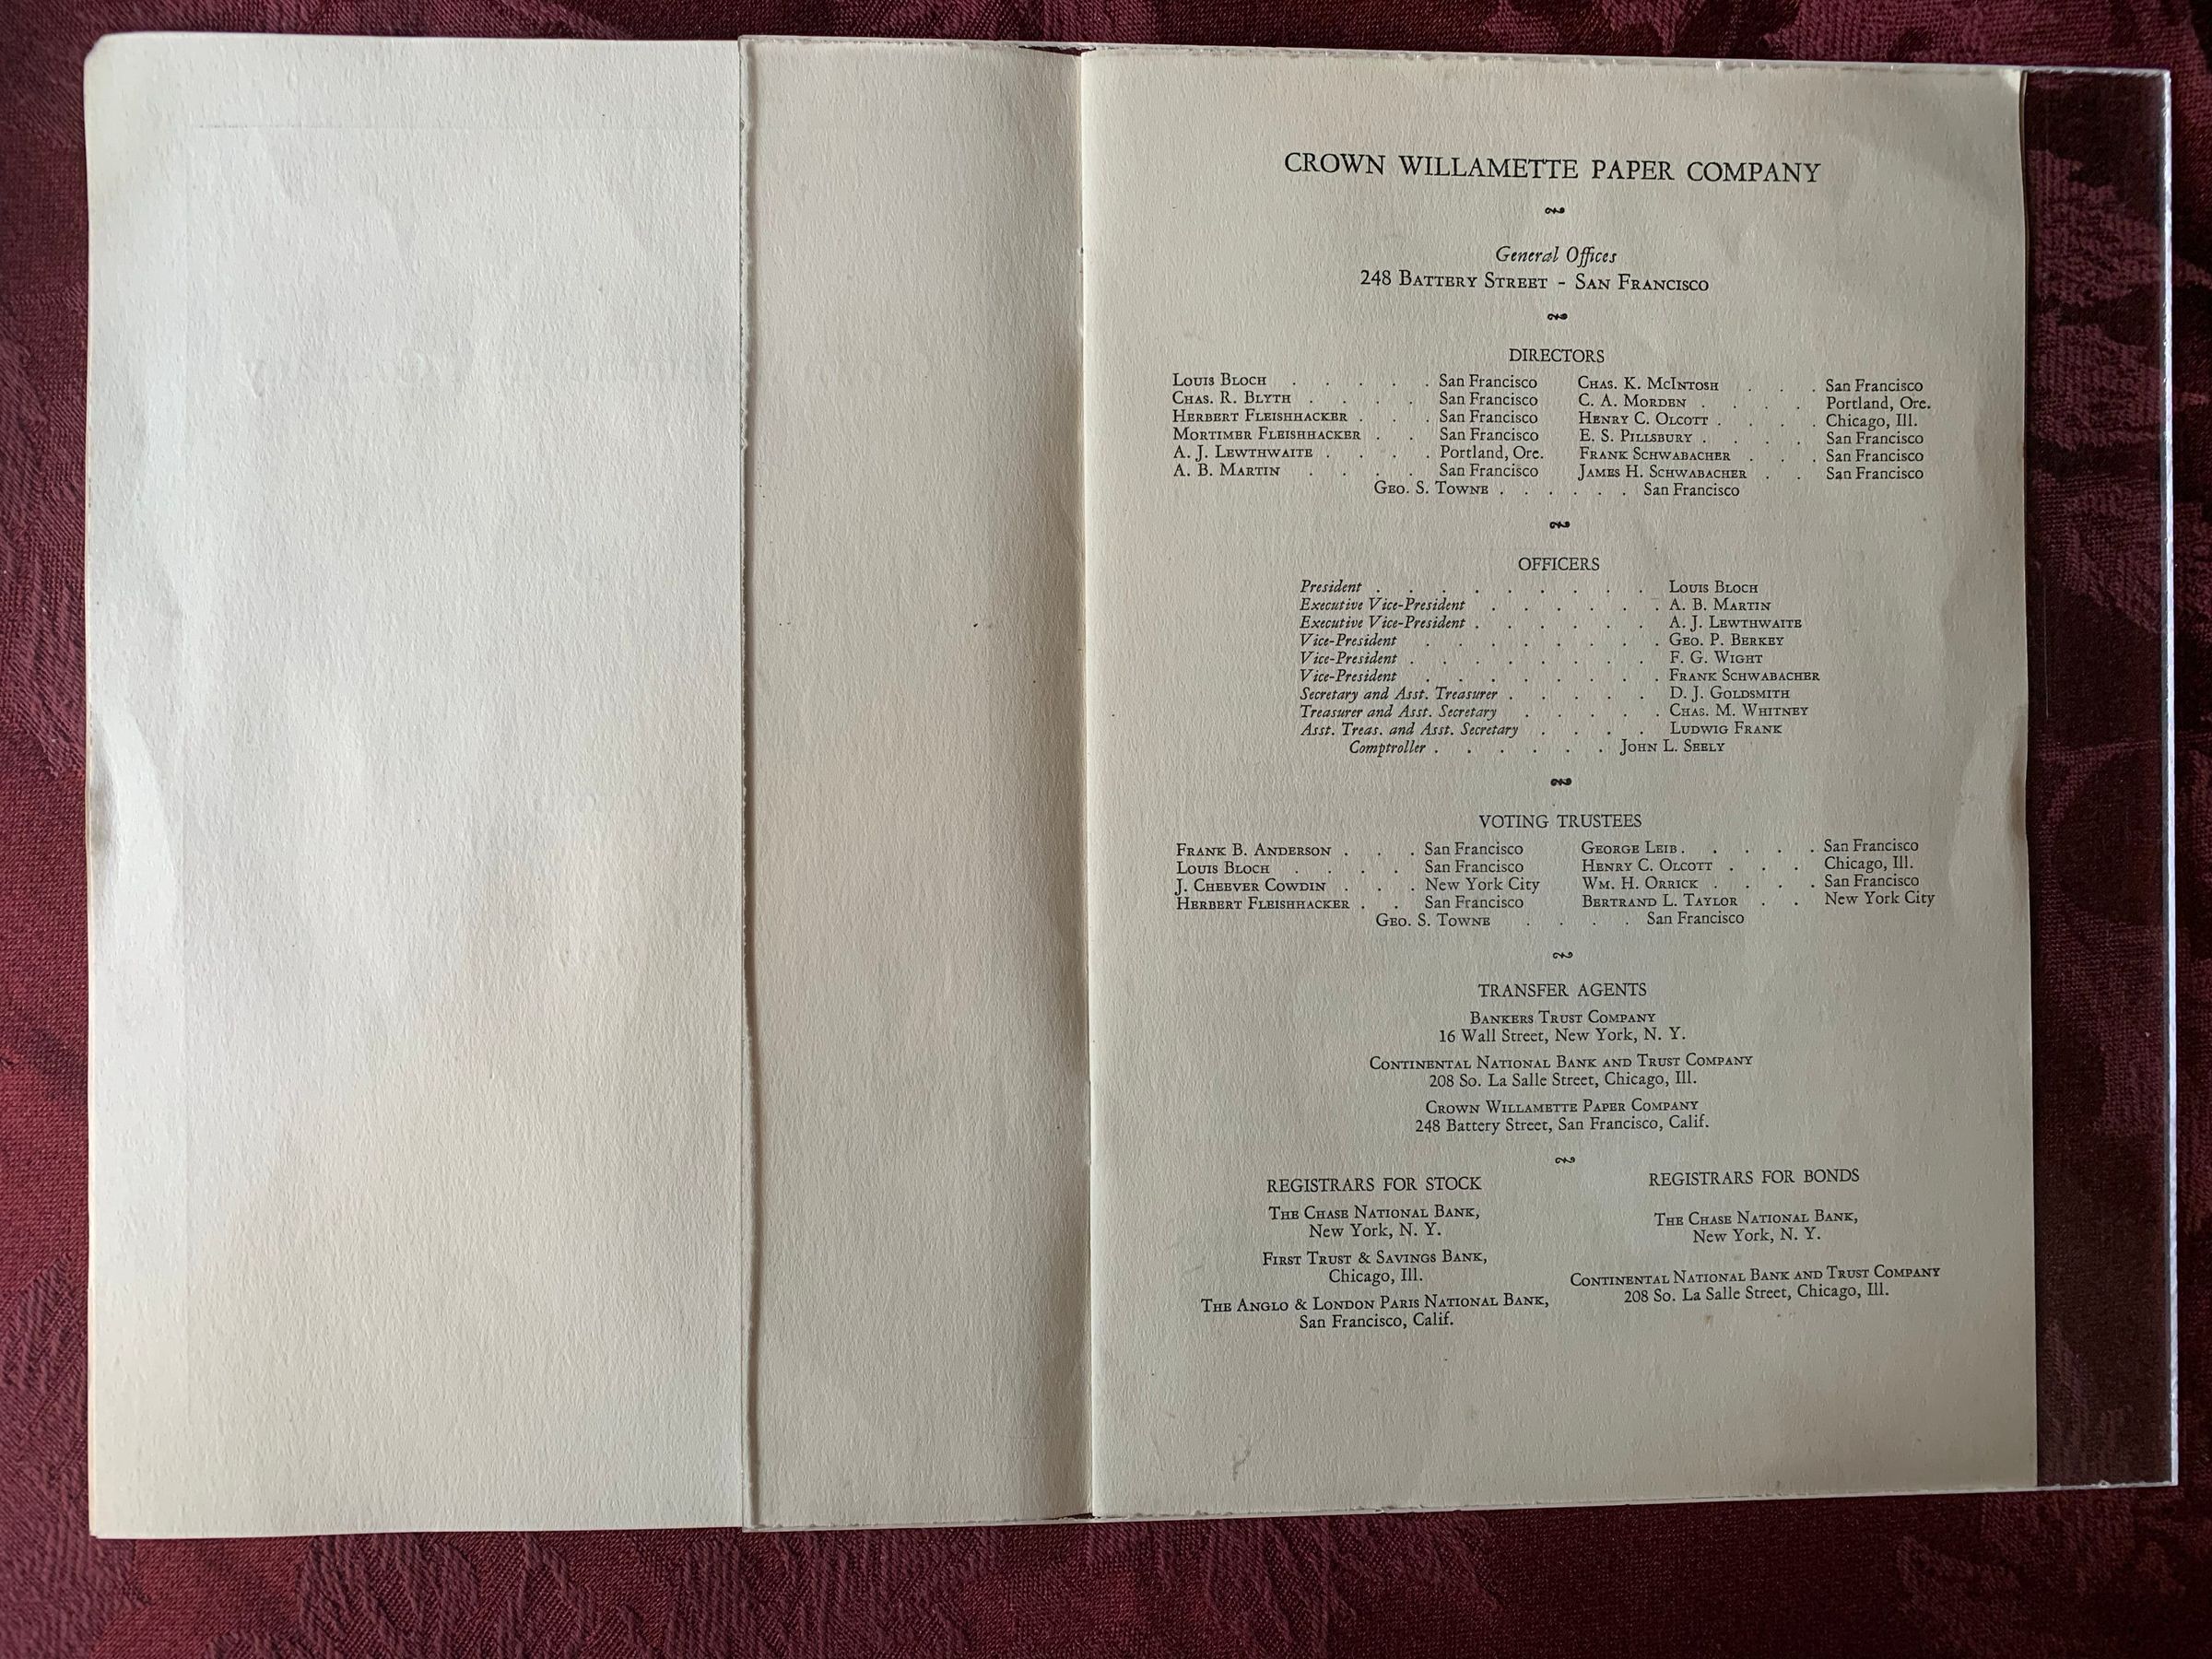 CROWN WILLAMETTE PAPER COMPANY
General Offices
248 BATTERY STREET - SAN FRANCISCO
DIRECTORS
LOUIS BLOCH . . . . . San Francisco CHAS. K. MCINTOSH . . . San Francisco
CHAS. R. BLYTH . . . . San Francisco C. A. MORDEN . . . . Portland, Ore.
HERBERT FLEISHHACKER . . . San Francisco HENRY C. OLCOTT . . . . Chicago, Ill.
MORTIMER FLEISHHACKER . . San Francisco E. S. PILLSBURY . . . . San Francisco
A. J. LEWTHWAITE . . . . Portland, Ore. FRANK SCHWABACHER . . . San Francisco
A. B. MARTIN . . . . San Francisco JAMES H. SCHWABACHER . . San Francisco
GEO. S. TOWNE . . . . . San Francisco
OFFICERS
President . . . . . . . . . LOUIS BLOCH
Executive Vice-President . . . . . . A. B. MARTIN
Executive Vice-President . . . . . . A. J. LEWTHWAITE
Vice-President . . . . . . . . GEO. P. BERKEY
Vice-President . . . . . . . . F. G. WIGHT
Vice-President . . . . . . . . FRANK SCHWABACHER
Secretary and Asst. Treasurer . . . . . D. J. GOLDSMITH
Treasurer and Asst. Secretary . . . . . CHAS. M. WHITNEY
Asst. Treas. and Asst. Secretary . . . . LUDWIG FRANK
Comptroller . . . . . . JOHN L. SEELY
VOTING TRUSTEES
FRANK B. ANDERSON . . . San Francisco GEORGE LEIB . . . . . San Francisco
LOUIS BLOCH . . . . San Francisco HENRY C. OLCOTT . . . Chicago, Ill.
J. CHEEVER COWDIN . . . New York City WM. H. ORRICK . . . . San Francisco
HERBERT FLEISHHACKER . . San Francisco BERTRAND L. TAYLOR . . New York City
GEO. S. TOWNE . . . . San Francisco
TRANSFER AGENTS
BANKERS TRUST COMPANY
16 Wall Street, New York, N. Y.
CONTINENTAL NATIONAL BANK AND TRUST COMPANY
208 So. La Salle Street, Chicago, Ill.
CROWN WILLAMETTE PAPER COMPANY
248 Battery Street, San Francisco, Calif.
REGISTRARS FOR STOCK
THE CHASE NATIONAL BANK,
New York, N. Y.
FIRST TRUST & SAVINGS BANK,
Chicago, Ill.
THE ANGLO & LONDON PARIS NATIONAL BANK,
San Francisco, Calif.
REGISTRARS FOR BONDS
THE CHASE NATIONAL BANK,
New York, N. Y.
CONTINENTAL NATIONAL BANK AND TRUST COMPANY
208 So. La Salle Street, Chicago, Ill.